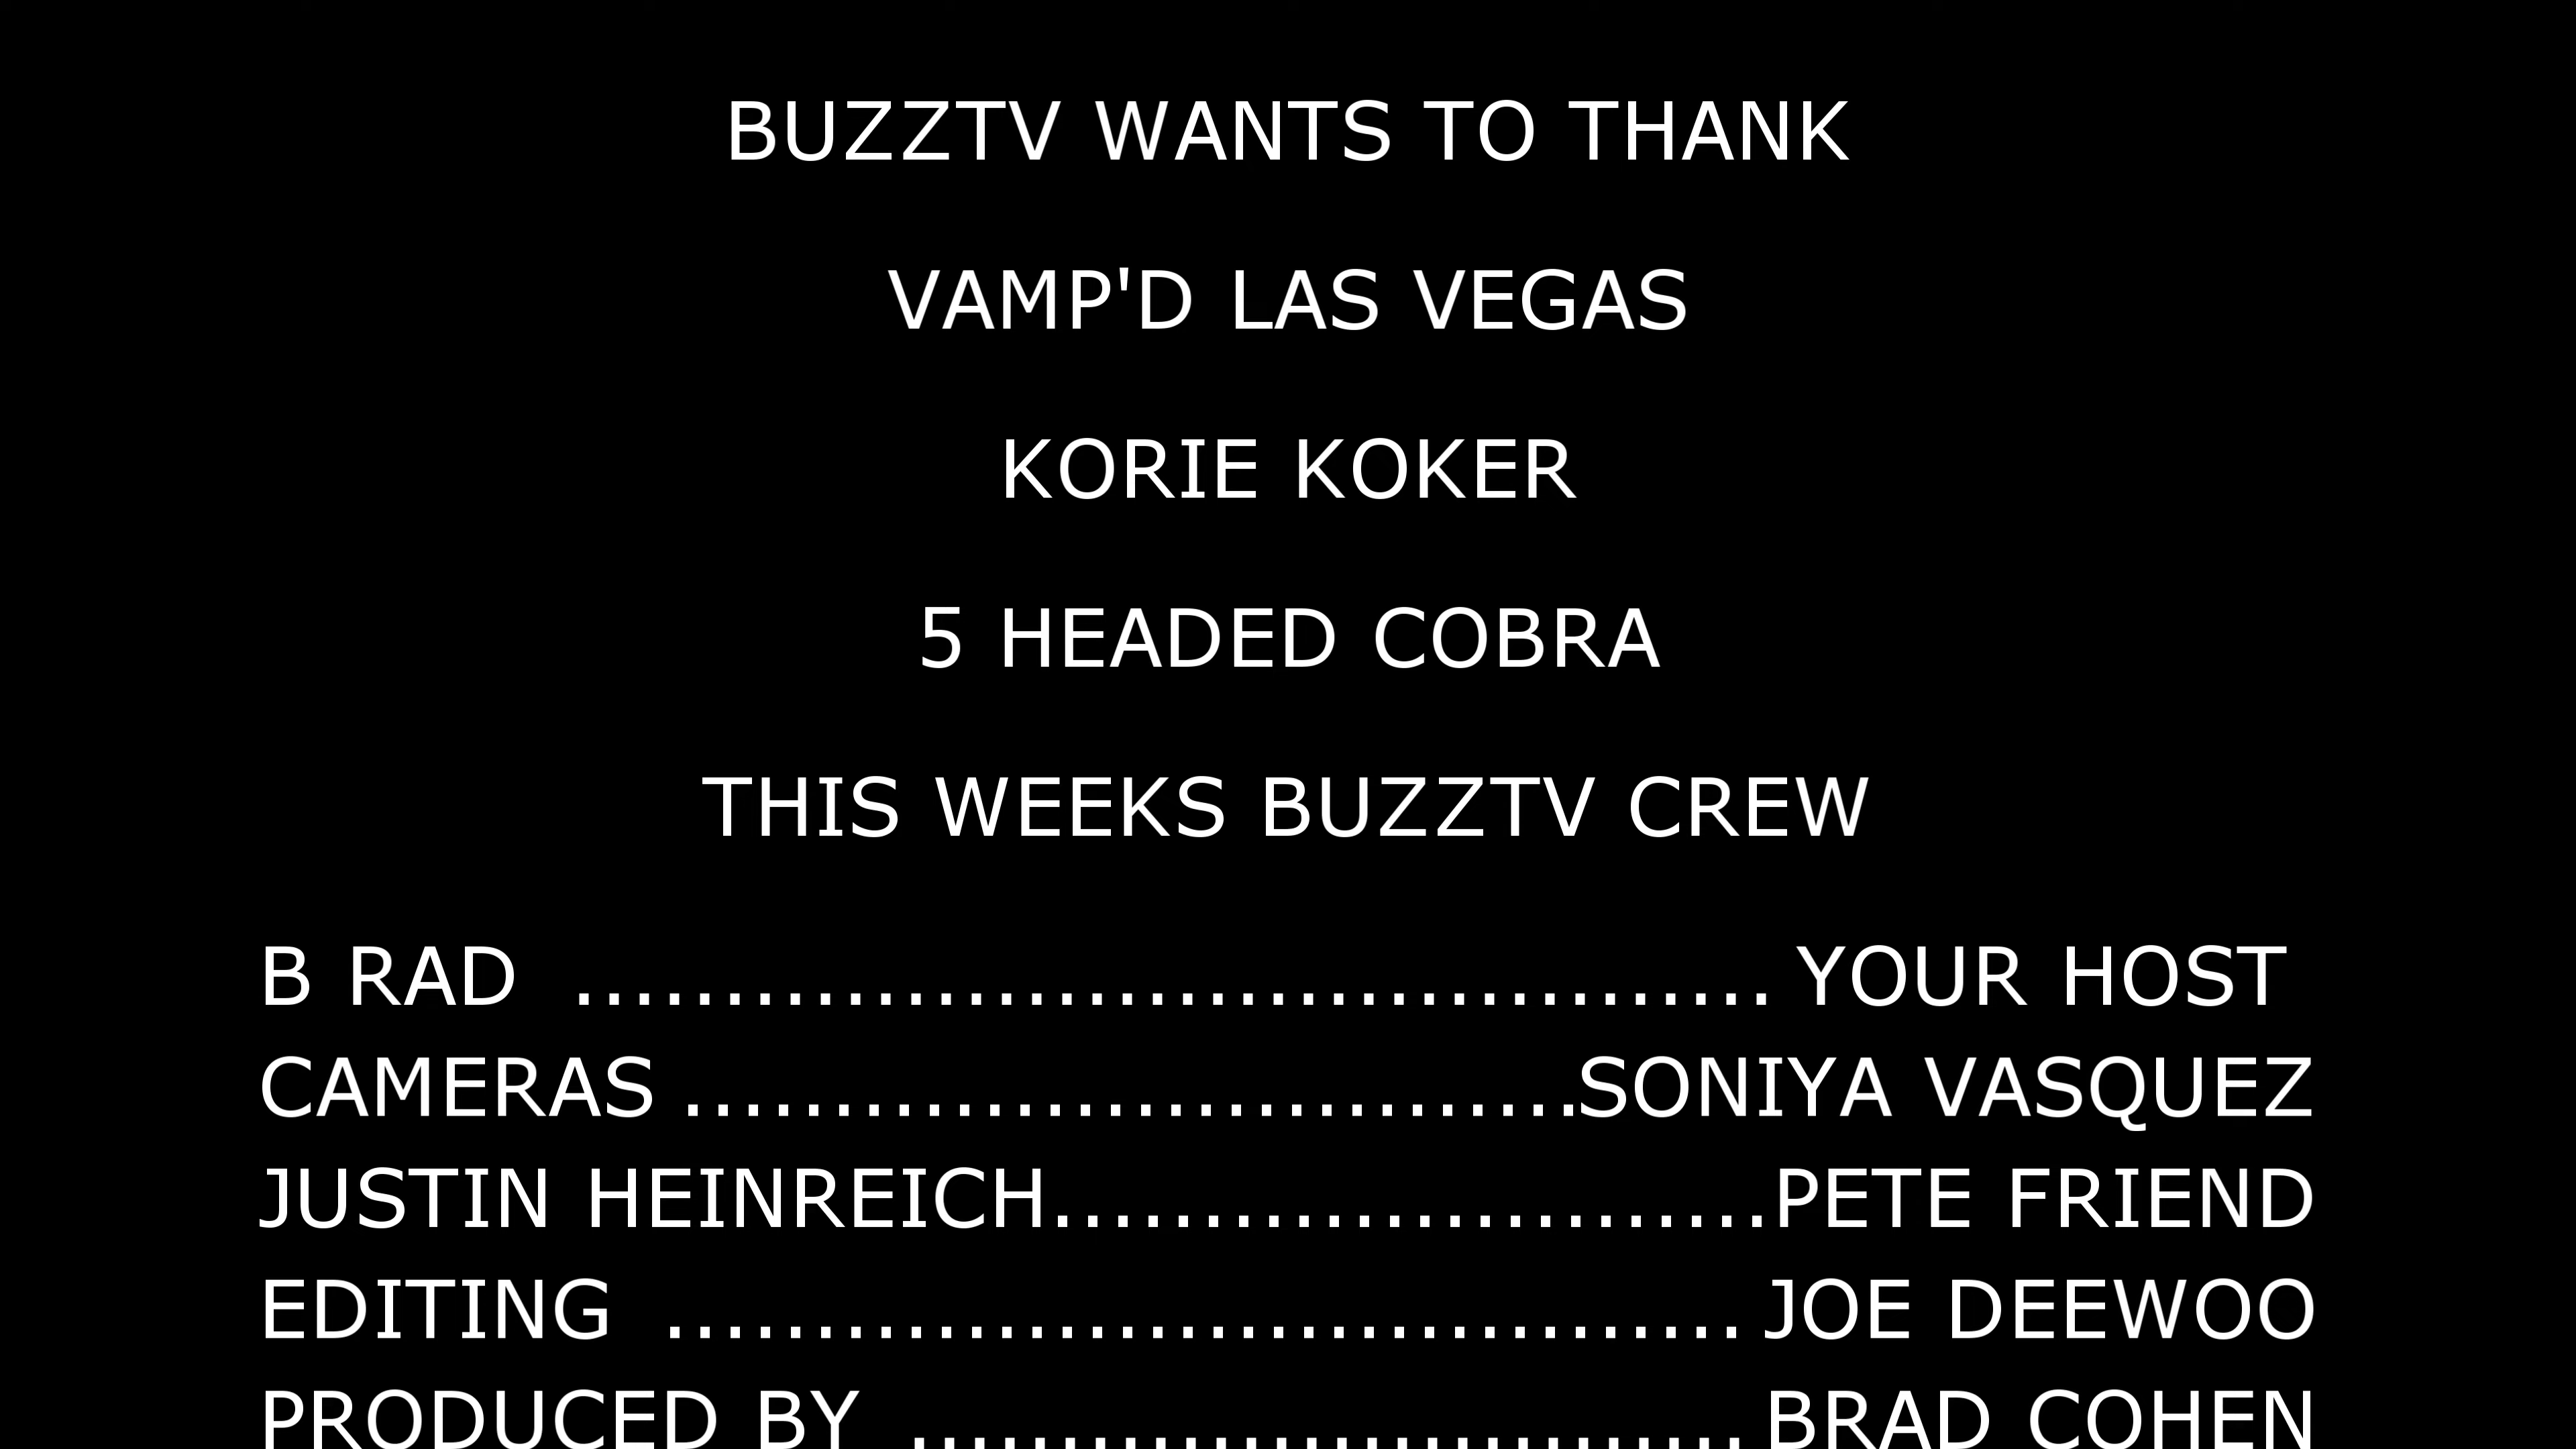 BUZZTV WANTS TO THANK
VAMP'D LAS VEGAS
KORIE KOKER
5 HEADED COBRA
THIS WEEKS BUZZTV CREW
B RAD ........................................ YOUR HOST
CAMERAS ..............................SONIYA VASQUEZ
JUSTIN HEINREICH........................PETE FRIEND
EDITING .................................... JOE DEEWOO
PRODUCED BY ............................ BRAD COHEN